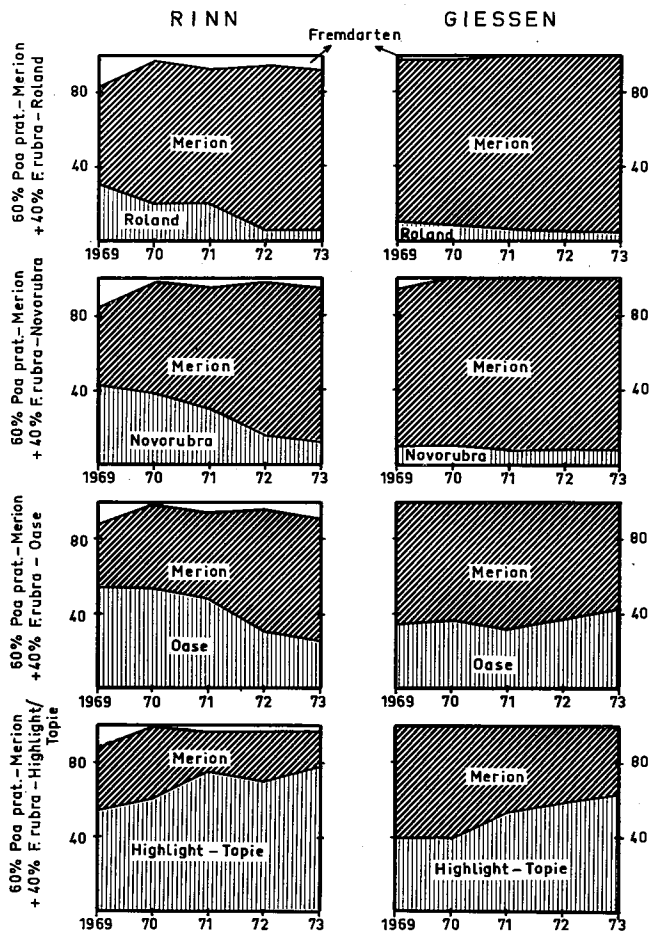 RINN GIESSEN
Fremdarten
60% Poa prat.-Merion
+40% F. rubra-Roland
80
40
Merion
Roland
1969 70 71 72 73
Merion
Roland
80
40
1969 70 71 72 73
60% Poa prat.-Merion
+40% F. rubra-Novorubra
80
40
Merion
Novorubra
1969 70 71 72 73
Merion
Novorubra
80
40
1969 70 71 72 73
60% Poa prat.-Merion
+40% F.rubra - Oase
80
40
Merion
Oase
1969 70 71 72 73
Merion
Oase
80
40
1969 70 71 72 73
60% Poa prat.-Merion
+ 40% F. rubra-Highlight/
Topie
80
40
Merion
Highlight - Topie
1969 70 71 72 73
Merion
Highlight - Topie
80
40
1969 70 71 72 73